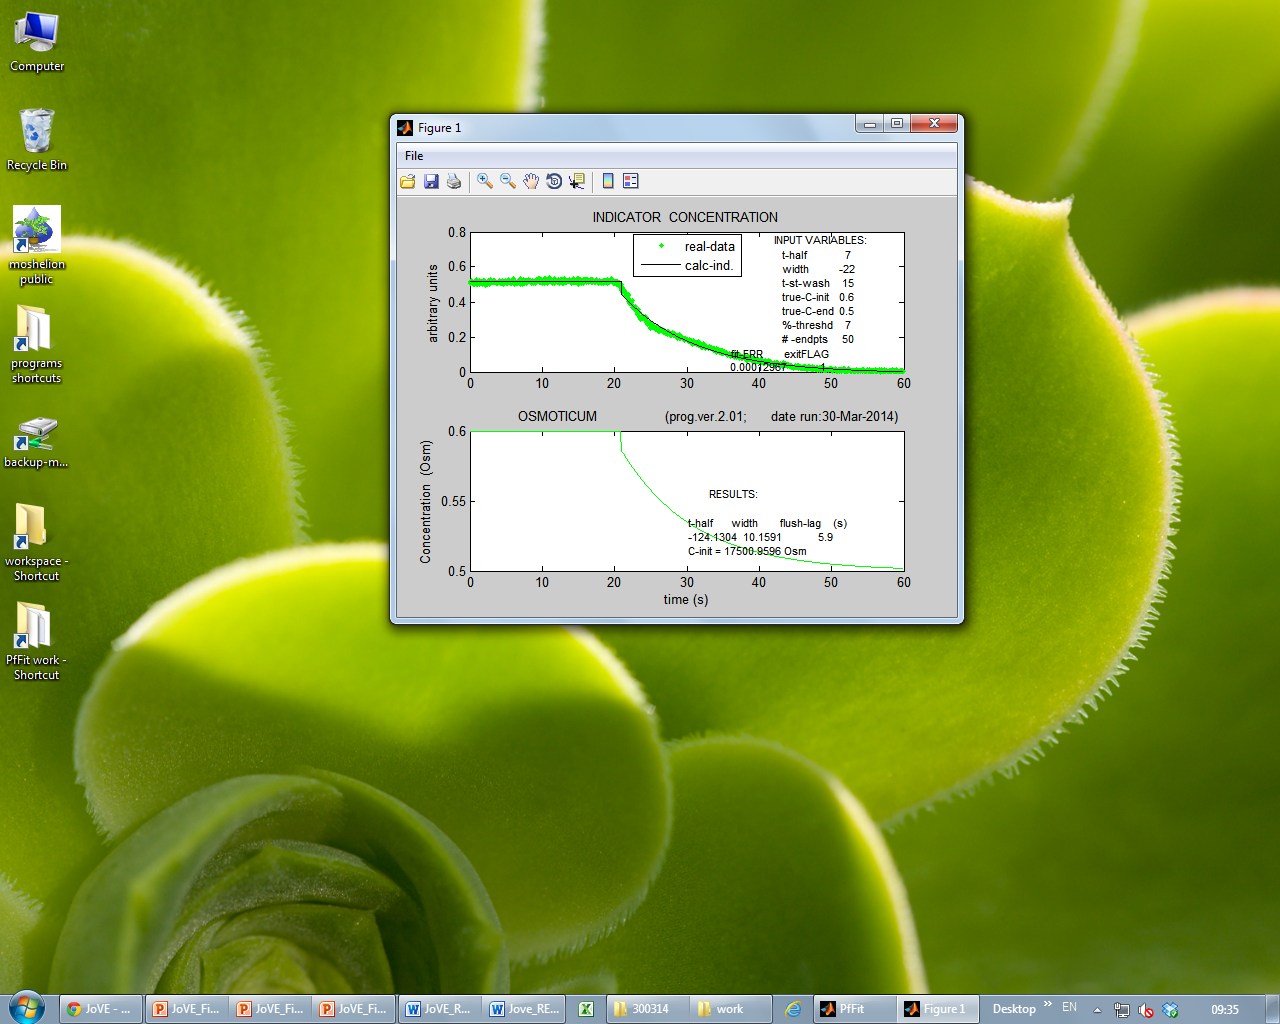 Computer
Recycle Bin
moshelion
public
programs
shortcuts
backup-m...
workspace -
Shortcut
PfFit work -
Shortcut
Figure 1
File
INDICATOR CONCENTRATION
0.8
0.6
0.4
0.2
0
arbitrary units
real-data
calc-ind.
INPUT VARIABLES:
t-half 7
width -22
t-st-wash 15
true-C-init 0.6
true-C-end 0.5
%-threshd 7
# -endpts 50
fit ERR exitFLAG
0.00012967 1
0 10 20 30 40 50 60
OSMOTICUM (prog.ver.2.01; date run:30-Mar-2014)
0.6
0.55
0.5
Concentration (Osm)
RESULTS:
t-half width flush-lag (s)
-124.1304 10.1591 5.9
C-init = 17500.9596 Osm
0 10 20 30 40 50 60
time (s)
JoVE - ...
JoVE_Fi...
JoVE_Fi...
JoVE_Fi...
JoVE_R...
Jove_RE...
300314
work
PfFit
Figure 1
Desktop »
EN
09:35